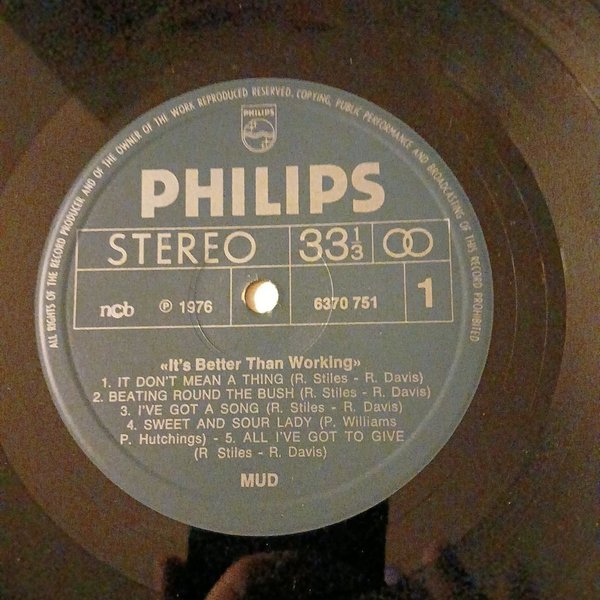 ALL RIGHTS OF THE RECORD PRODUCER AND OF THE OWNER OF THE WORK REPRODUCED RESERVED. COPYING, PUBLIC PERFORMANCE AND BROADCASTING OF THIS RECORD PROHIBITED
PHILIPS
PHILIPS
STEREO 33 1/3
ncb ℗ 1976 6370 751 1
«It's Better Than Working»
1. IT DON'T MEAN A THING (R. Stiles - R. Davis)
2. BEATING ROUND THE BUSH (R. Stiles - R. Davis)
3. I'VE GOT A SONG (R. Stiles - R. Davis)
4. SWEET AND SOUR LADY (P. Williams
P. Hutchings) - 5. ALL I'VE GOT TO GIVE
(R Stiles - R. Davis)
MUD